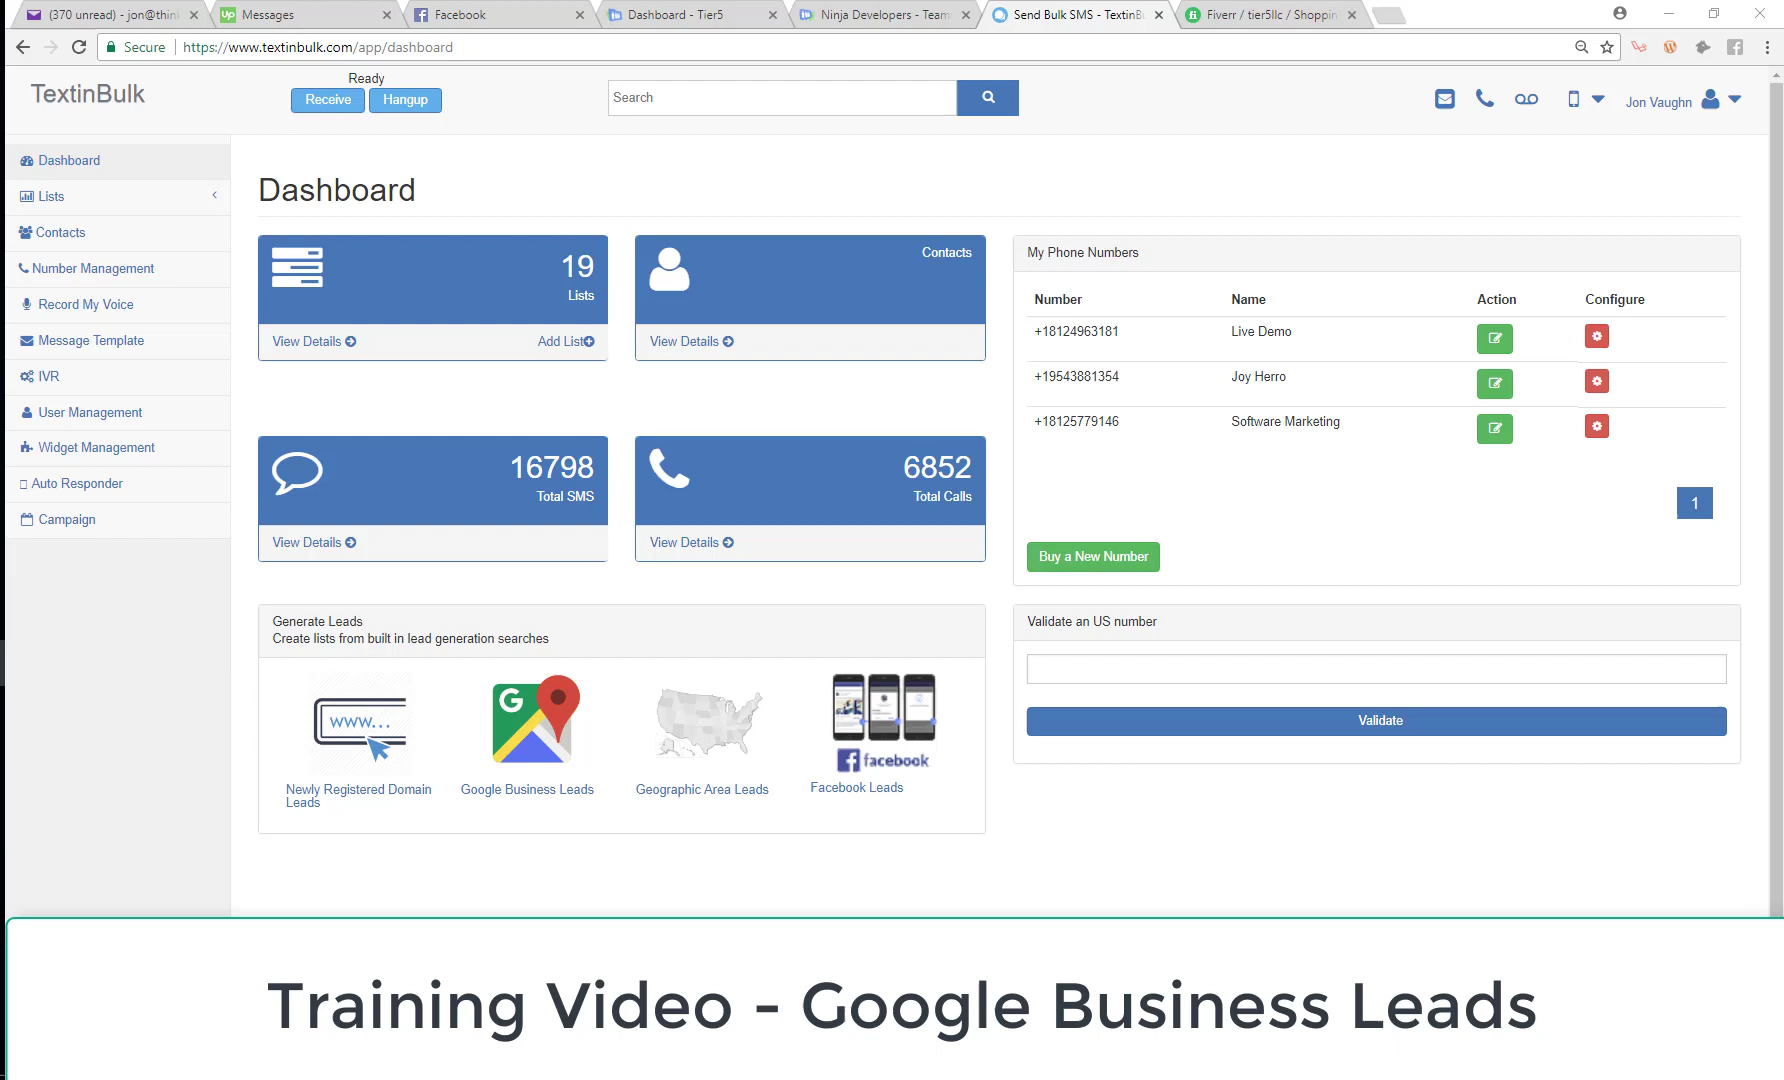 (370 unread) - jon@think
Messages
Facebook
Dashboard - Tier5
Ninja Developers - Team
Send Bulk SMS - TextinBu
Fiverr / tier5llc / Shoppin
Secure
https://www.textinbulk.com/app/dashboard
TextinBulk
Ready
Receive
Hangup
Search
Jon Vaughn
Dashboard
Lists
Contacts
Number Management
Record My Voice
Message Template
IVR
User Management
Widget Management
Auto Responder
Campaign
Dashboard
19
Lists
View Details
Add List
Contacts
View Details
16798
Total SMS
View Details
6852
Total Calls
View Details
My Phone Numbers
Number Name Action Configure
+18124963181 Live Demo
+19543881354 Joy Herro
+18125779146 Software Marketing
1
Buy a New Number
Generate Leads
Create lists from built in lead generation searches
www...
G
facebook
Newly Registered Domain
Leads
Google Business Leads
Geographic Area Leads
Facebook Leads
Validate an US number
Validate
Training Video - Google Business Leads